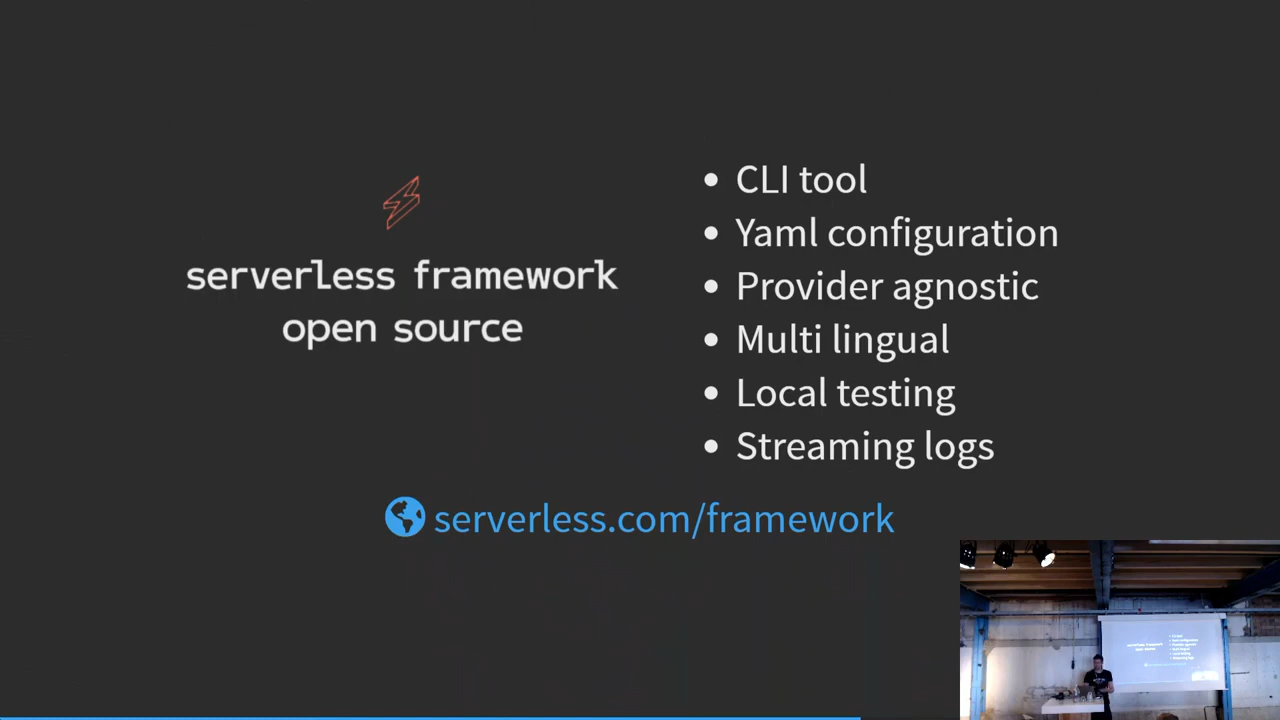 serverless framework
open source
CLI tool
Yaml configuration
Provider agnostic
Multi lingual
Local testing
Streaming logs
serverless.com/framework